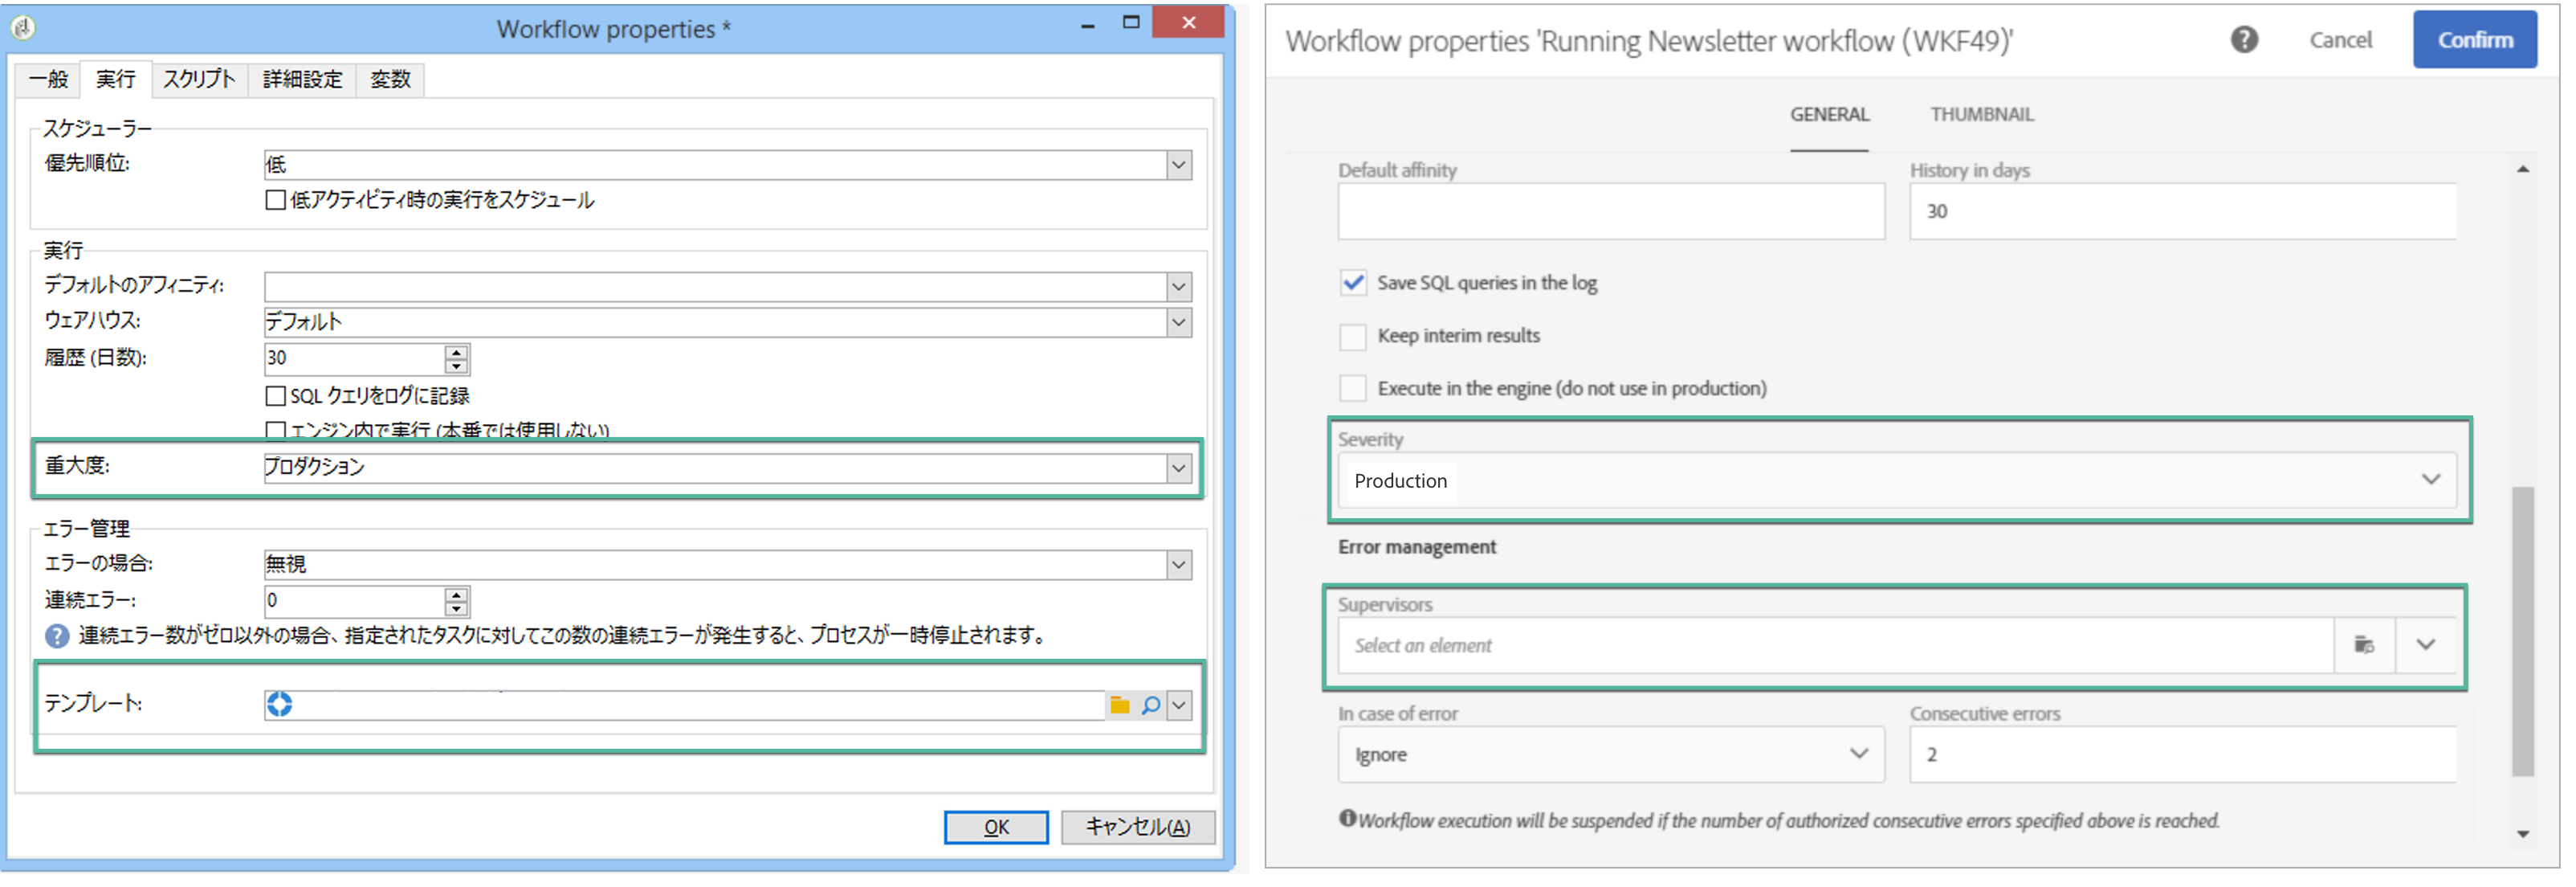 Workflow properties *
一般 実行 スクリプト 詳細設定 変数
スケジューラー
優先順位: 低
低アクティビティ時の実行をスケジュール
実行
デフォルトのアフィニティ:
ウェアハウス: デフォルト
履歴 (日数): 30
SQL クエリをログに記録
エンジン内で実行 (本番では使用しない)
重大度: プロダクション
エラー管理
エラーの場合: 無視
連続エラー: 0
連続エラー数がゼロ以外の場合、指定されたタスクに対してこの数の連続エラーが発生すると、プロセスが一時停止されます。
テンプレート:
OK キャンセル(A)
Workflow properties 'Running Newsletter workflow (WKF49)'
Cancel Confirm
GENERAL THUMBNAIL
Default affinity History in days
30
Save SQL queries in the log
Keep interim results
Execute in the engine (do not use in production)
Severity
Production
Error management
Supervisors
Select an element
In case of error Consecutive errors
Ignore 2
Workflow execution will be suspended if the number of authorized consecutive errors specified above is reached.